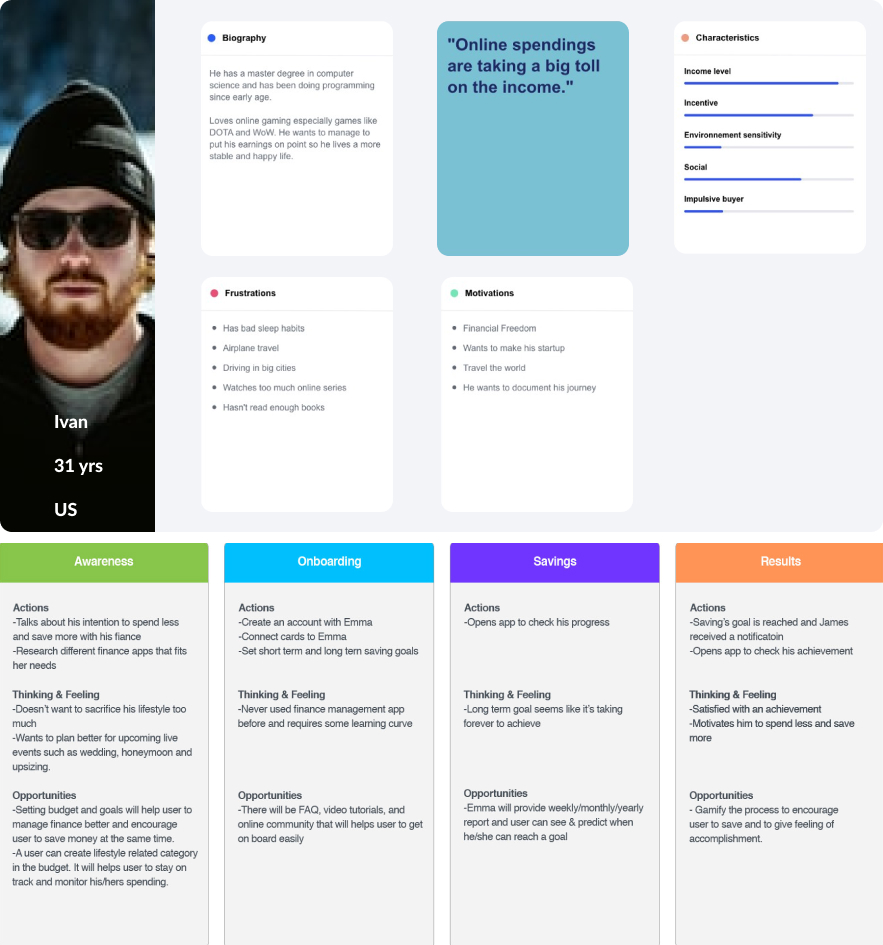 Biography
He has a master degree in computer
science and has been doing programming
since early age.
Loves online gaming especially games like
DOTA and WoW. He wants to manage to
put his earnings on point so he lives a more
stable and happy life.
"Online spendings
are taking a big toll
on the income."
Characteristics
Income level
Incentive
Environnement sensitivity
Social
Impulsive buyer
Frustrations
Has bad sleep habits
Airplane travel
Driving in big cities
Watches too much online series
Hasn't read enough books
Motivations
Financial Freedom
Wants to make his startup
Travel the world
He wants to document his journey
Ivan
31 yrs
US
Awareness
Actions
-Talks about his intention to spend less
and save more with his fiance
-Research different finance apps that fits
her needs
Thinking & Feeling
-Doesn't want to sacrifice his lifestyle too
much
-Wants to plan better for upcoming live
events such as wedding, honeymoon and
upsizing.
Opportunities
-Setting budget and goals will help user to
manage finance better and encourage
user to save money at the same time.
-A user can create lifestyle related category
in the budget. It will helps user to stay on
track and monitor his/hers spending.
Onboarding
Actions
-Create an account with Emma
-Connect cards to Emma
-Set short term and long tern saving goals
Thinking & Feeling
-Never used finance management app
before and requires some learning curve
Opportunities
-There will be FAQ, video tutorials, and
online community that will helps user to get
on board easily
Savings
Actions
-Opens app to check his progress
Thinking & Feeling
-Long term goal seems like it's taking
forever to achieve
Opportunities
-Emma will provide weekly/monthly/yearly
report and user can see & predict when
he/she can reach a goal
Results
Actions
-Saving's goal is reached and James
received a notificatoin
-Opens app to check his achievement
Thinking & Feeling
-Satisfied with an achievement
-Motivates him to spend less and save
more
Opportunities
- Gamify the process to encourage
user to save and to give feeling of
accomplishment.